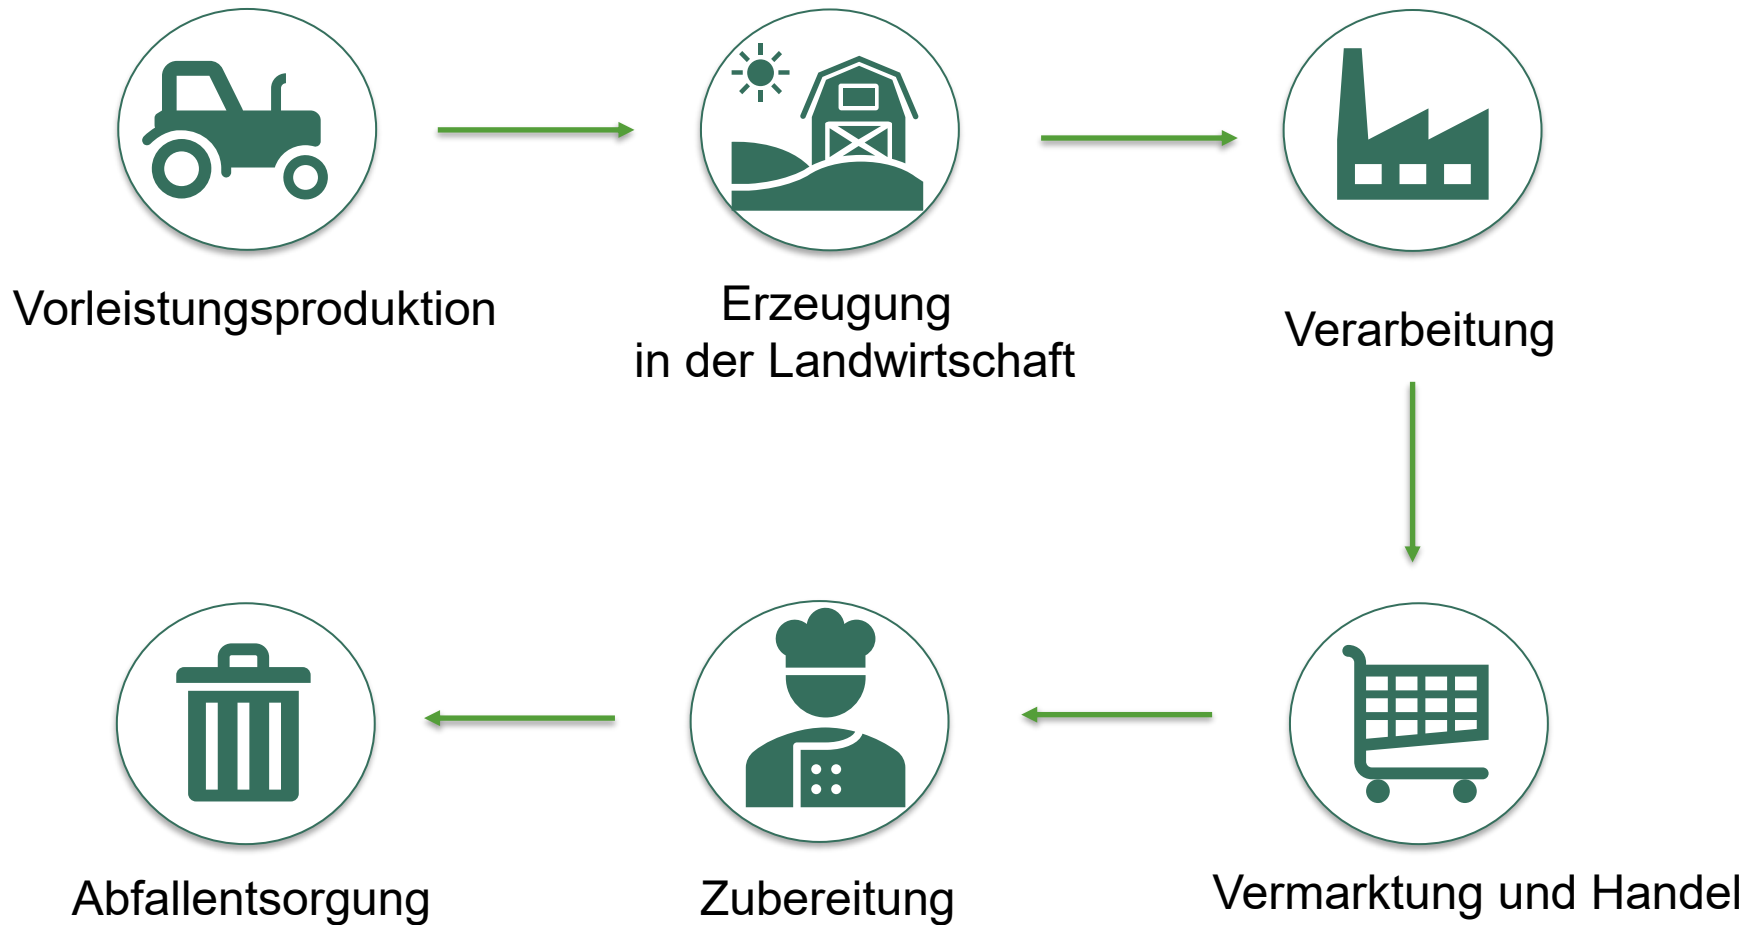 Vorleistungsproduktion
Erzeugung
in der Landwirtschaft
Verarbeitung
Abfallentsorgung
Zubereitung
Vermarktung und Handel